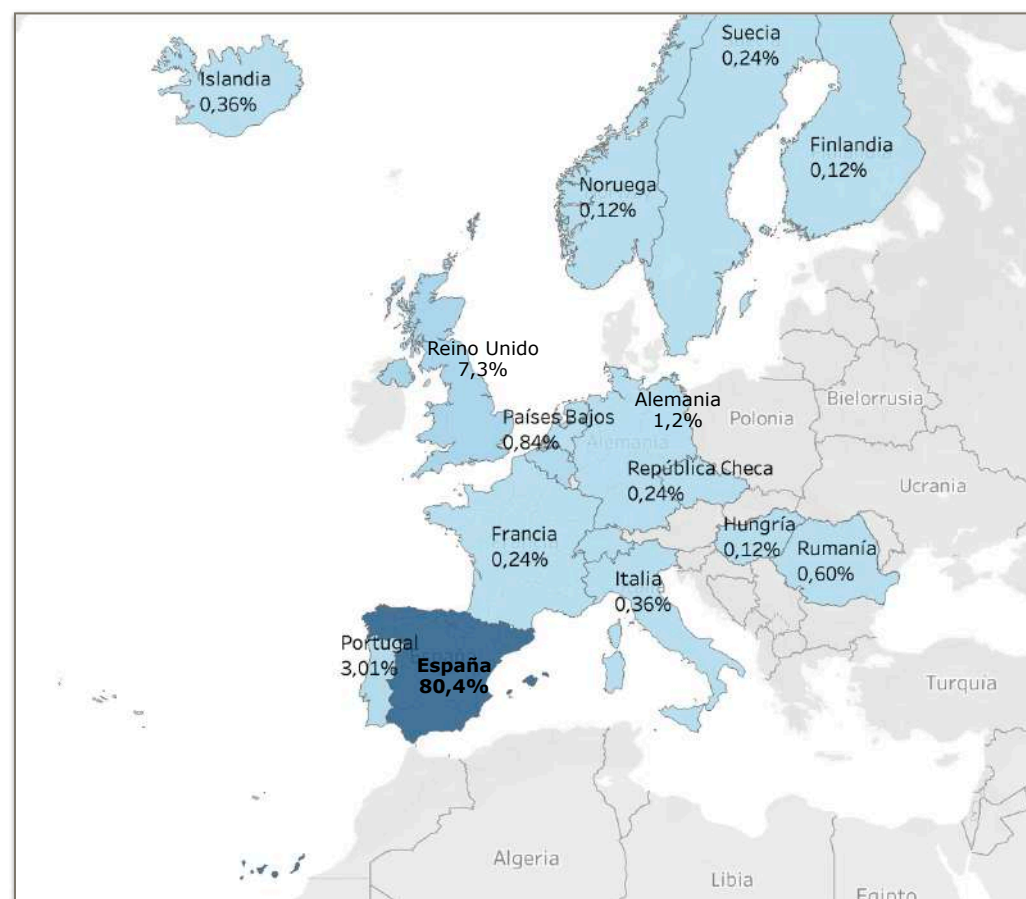 Suecia
0,24%
Islandia
0,36%
Finlandia
0,12%
Noruega
0,12%
Reino Unido
7,3%
Alemania
1,2%
Países Bajos
0,84%
Polonia
Bielorrusia
Alemania
República Checa
0,24%
Ucrania
Francia
0,24%
Hungría
0,12%
Rumanía
0,60%
Italia
0,36%
Portugal
3,01%
España
80,4%
Turquía
Argelia
Libia
Egipto